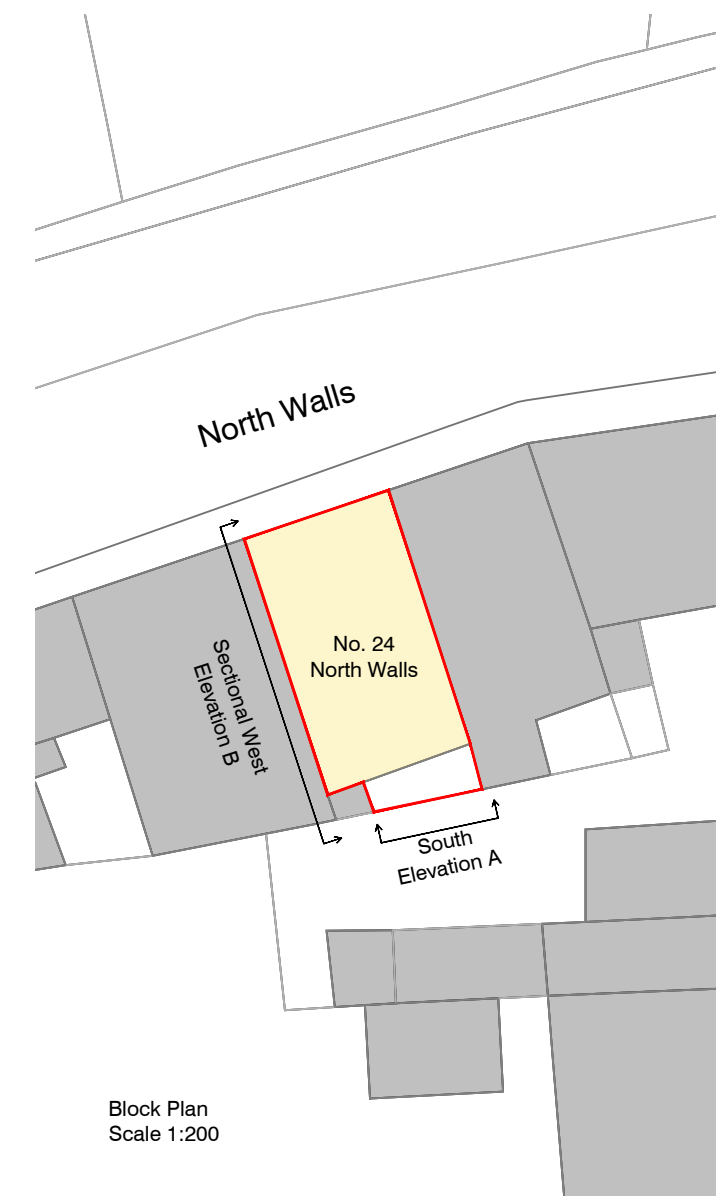 North Walls
No. 24
North Walls
Sectional West
Elevation B
South
Elevation A
Block Plan
Scale 1:200